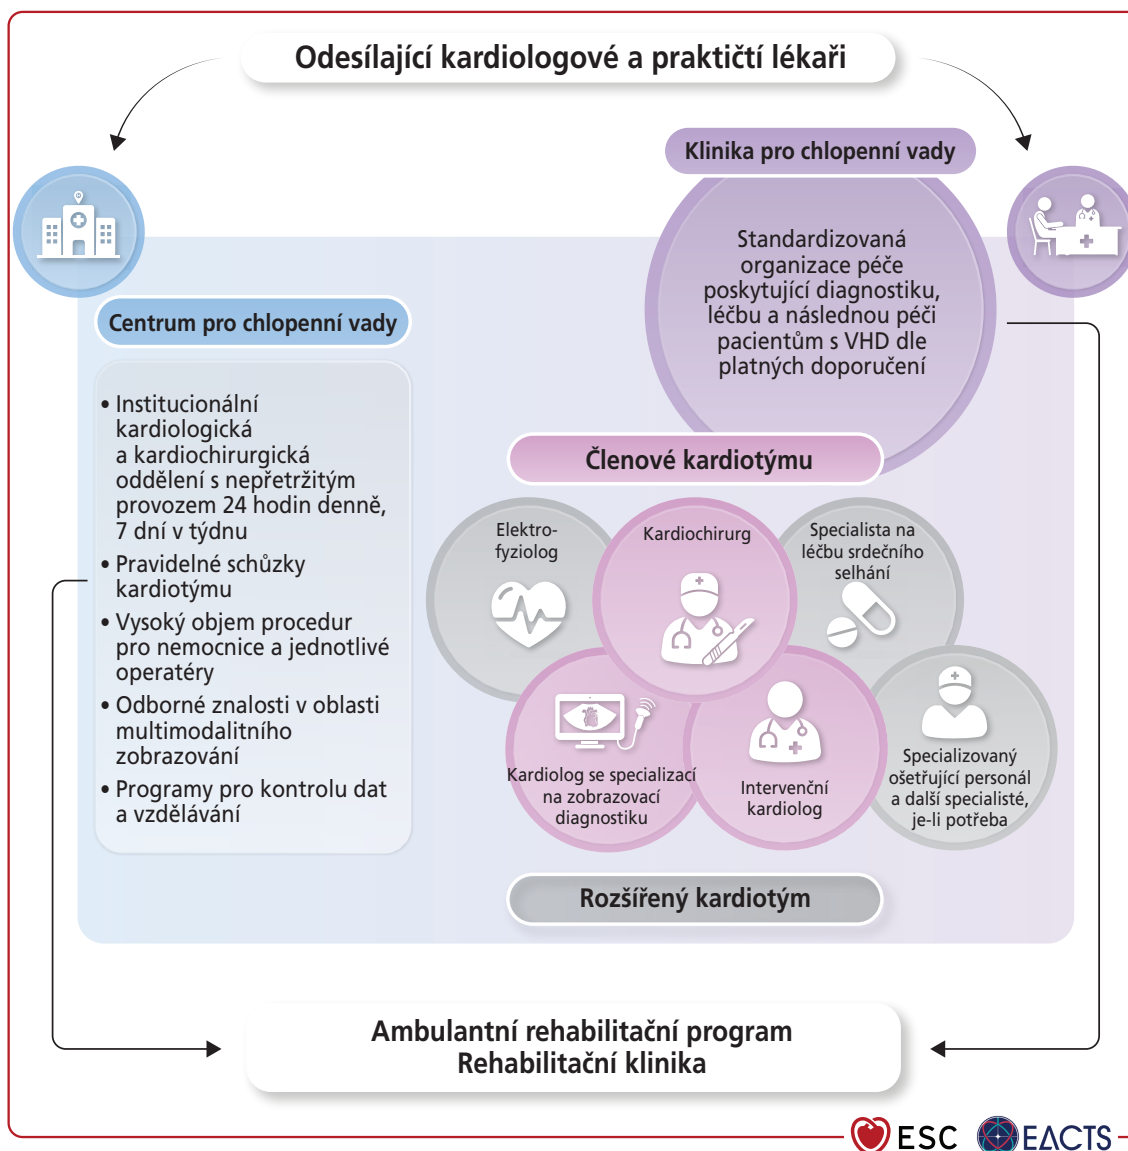 Odesílající kardiologové a praktičtí lékaři
Klinika pro chlopenní vady
Standardizovaná
organizace péče
poskytující diagnostiku,
léčbu a následnou péči
pacientům s VHD dle
platných doporučení
Centrum pro chlopenní vady
• Institucionální
kardiologická
a kardiochirurgická
oddělení s nepřetržitým
provozem 24 hodin denně,
7 dní v týdnu
• Pravidelné schůzky
kardiotýmu
• Vysoký objem procedur
pro nemocnice a jednotlivé
operatéry
• Odborné znalosti v oblasti
multimodalitního
zobrazování
• Programy pro kontrolu dat
a vzdělávání
Členové kardiotýmu
Elektro-
fyziolog
Kardiochirurg
Specialista na
léčbu srdečního
selhání
Kardiolog se specializací
na zobrazovací
diagnostiku
Intervenční
kardiolog
Specializovaný
ošetřující personál
a další specialisté,
je-li potřeba
Rozšířený kardiotým
Ambulantní rehabilitační program
Rehabilitační klinika
ESC
EACTS